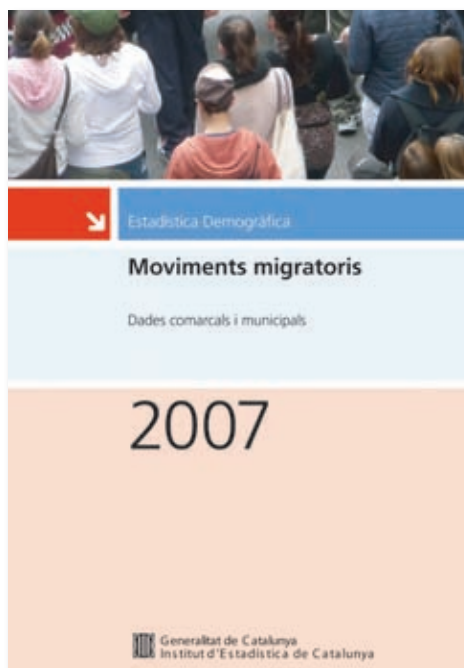 Estadística Demogràfica
Moviments migratoris
Dades comarcals i municipals
2007
Generalitat de Catalunya
Institut d'Estadística de Catalunya